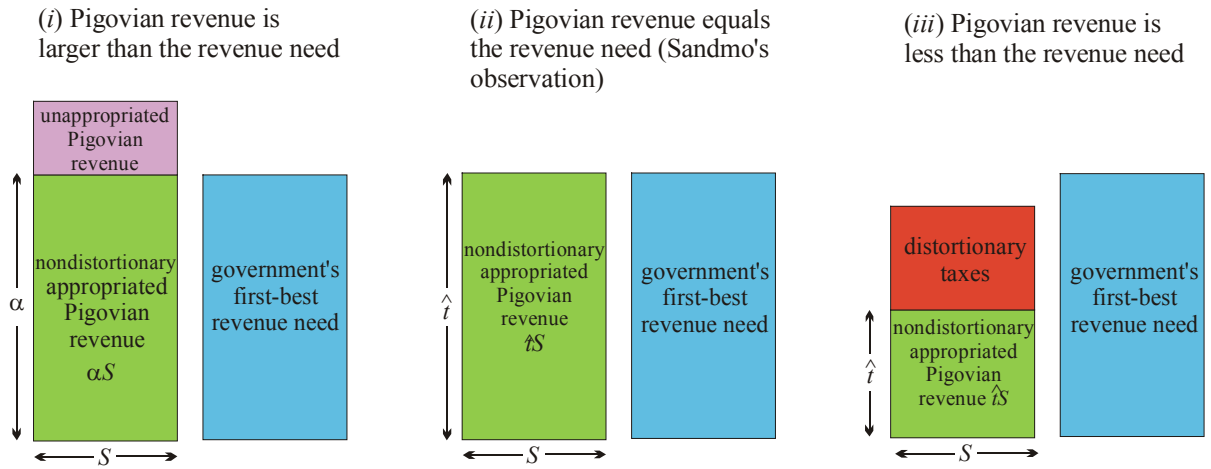 (i) Pigovian revenue is
larger than the revenue need
unappropriated
Pigovian
revenue
α
nondistortionary
appropriated
Pigovian
revenue
αS
S
government's
first-best
revenue need
(ii) Pigovian revenue equals
the revenue need (Sandmo's
observation)
t̂
nondistortionary
appropriated
Pigovian
revenue
t̂S
S
government's
first-best
revenue need
(iii) Pigovian revenue is
less than the revenue need
distortionary
taxes
t̂
nondistortionary
appropriated
Pigovian
revenue t̂S
S
government's
first-best
revenue need